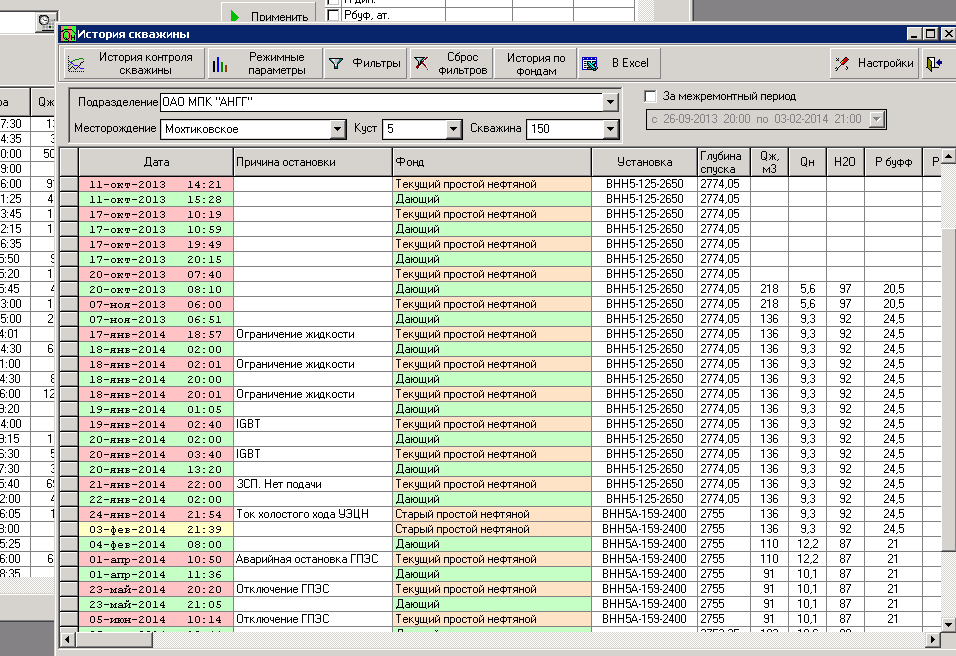 Применить
Рбуф, ат.
История скважины
История контроля скважины
Режимные параметры
Фильтры
Сброс фильтров
История по фондам
В Excel
Настройки
Подразделение ОАО МПК "АНГГ"
За межремонтный период
Месторождение Мохтиковское Куст 5 Скважина 150
с 26-09-2013 20:00 по 03-02-2014 21:00
Дата Причина остановки Фонд Установка Глубина спуска Qж, м3 Qн H2O Р буфф
11-окт-2013 14:21 Текущий простой нефтяной ВНН5-125-2650 2774,05
11-окт-2013 15:28 Дающий ВНН5-125-2650 2774,05
17-окт-2013 10:19 Текущий простой нефтяной ВНН5-125-2650 2774,05
17-окт-2013 10:59 Дающий ВНН5-125-2650 2774,05
17-окт-2013 19:49 Текущий простой нефтяной ВНН5-125-2650 2774,05
17-окт-2013 20:15 Дающий ВНН5-125-2650 2774,05
20-окт-2013 07:40 Текущий простой нефтяной ВНН5-125-2650 2774,05
20-окт-2013 08:10 Дающий ВНН5-125-2650 2774,05 218 5,6 97 20,5
07-ноя-2013 06:00 Текущий простой нефтяной ВНН5-125-2650 2774,05 218 5,6 97 20,5
07-ноя-2013 06:51 Дающий ВНН5-125-2650 2774,05 136 9,3 92 24,5
17-янв-2014 18:57 Ограничение жидкости Текущий простой нефтяной ВНН5-125-2650 2774,05 136 9,3 92 24,5
18-янв-2014 02:00 Дающий ВНН5-125-2650 2774,05 136 9,3 92 24,5
18-янв-2014 02:01 Ограничение жидкости Текущий простой нефтяной ВНН5-125-2650 2774,05 136 9,3 92 24,5
18-янв-2014 20:00 Дающий ВНН5-125-2650 2774,05 136 9,3 92 24,5
18-янв-2014 20:01 Ограничение жидкости Текущий простой нефтяной ВНН5-125-2650 2774,05 136 9,3 92 24,5
19-янв-2014 01:05 Дающий ВНН5-125-2650 2774,05 136 9,3 92 24,5
19-янв-2014 02:40 IGBT Текущий простой нефтяной ВНН5-125-2650 2774,05 136 9,3 92 24,5
20-янв-2014 02:00 Дающий ВНН5-125-2650 2774,05 136 9,3 92 24,5
20-янв-2014 03:40 IGBT Текущий простой нефтяной ВНН5-125-2650 2774,05 136 9,3 92 24,5
20-янв-2014 13:20 Дающий ВНН5-125-2650 2774,05 136 9,3 92 24,5
21-янв-2014 22:00 ЗСП. Нет подачи Текущий простой нефтяной ВНН5-125-2650 2774,05 136 9,3 92 24,5
22-янв-2014 02:00 Дающий ВНН5-125-2650 2774,05 136 9,3 92 24,5
24-янв-2014 21:54 Ток холостого хода УЭЦН Старый простой нефтяной ВНН5А-159-2400 2755 136 9,3 92 24,5
03-фев-2014 21:39 Старый простой нефтяной ВНН5А-159-2400 2755 136 9,3 92 24,5
04-фев-2014 08:00 Дающий ВНН5А-159-2400 2755 110 12,2 87 21
01-апр-2014 10:50 Аварийная остановка ГПЭС Текущий простой нефтяной ВНН5А-159-2400 2755 110 12,2 87 21
01-апр-2014 11:36 Дающий ВНН5А-159-2400 2755 91 10,1 87 21
23-май-2014 20:20 Отключение ГПЭС Текущий простой нефтяной ВНН5А-159-2400 2755 91 10,1 87 21
23-май-2014 21:05 Дающий ВНН5А-159-2400 2755 91 10,1 87 21
05-июн-2014 10:14 Отключение ГПЭС Текущий простой нефтяной ВНН5А-159-2400 2755 91 10,1 87 21